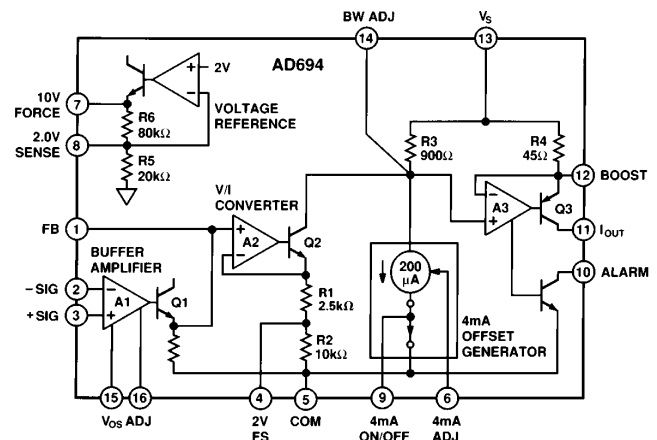 BW ADJ
V_S
14
13
AD694
2V
+
−
10V
FORCE
7
R6
80kΩ
VOLTAGE
REFERENCE
2.0V
SENSE
8
R5
20kΩ
R3
900Ω
R4
45Ω
12
BOOST
V/I
CONVERTER
A3
−
+
Q3
11
I_OUT
FB
1
+
−
A2
Q2
BUFFER
AMPLIFIER
200
µA
10
ALARM
−SIG
2
−
A1
Q1
+SIG
3
+
R1
2.5kΩ
4mA
OFFSET
GENERATOR
R2
10kΩ
15
16
4
5
9
6
V_OS ADJ
2V
FS
COM
4mA
ON/OFF
4mA
ADJ